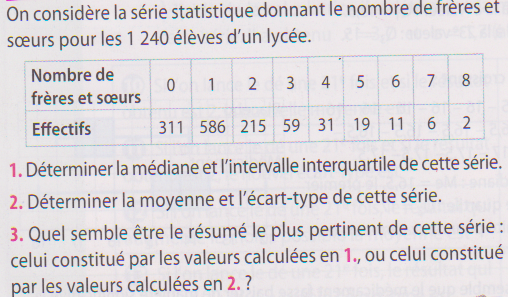 On considère la série statistique donnant le nombre de frères et
sœurs pour les 1 240 élèves d'un lycée.
Nombre de frères et sœurs 0 1 2 3 4 5 6 7 8
Effectifs 311 586 215 59 31 19 11 6 2
1. Déterminer la médiane et l'intervalle interquartile de cette série.
2. Déterminer la moyenne et l'écart-type de cette série.
3. Quel semble être le résumé le plus pertinent de cette série :
celui constitué par les valeurs calculées en 1., ou celui constitué
par les valeurs calculées en 2. ?